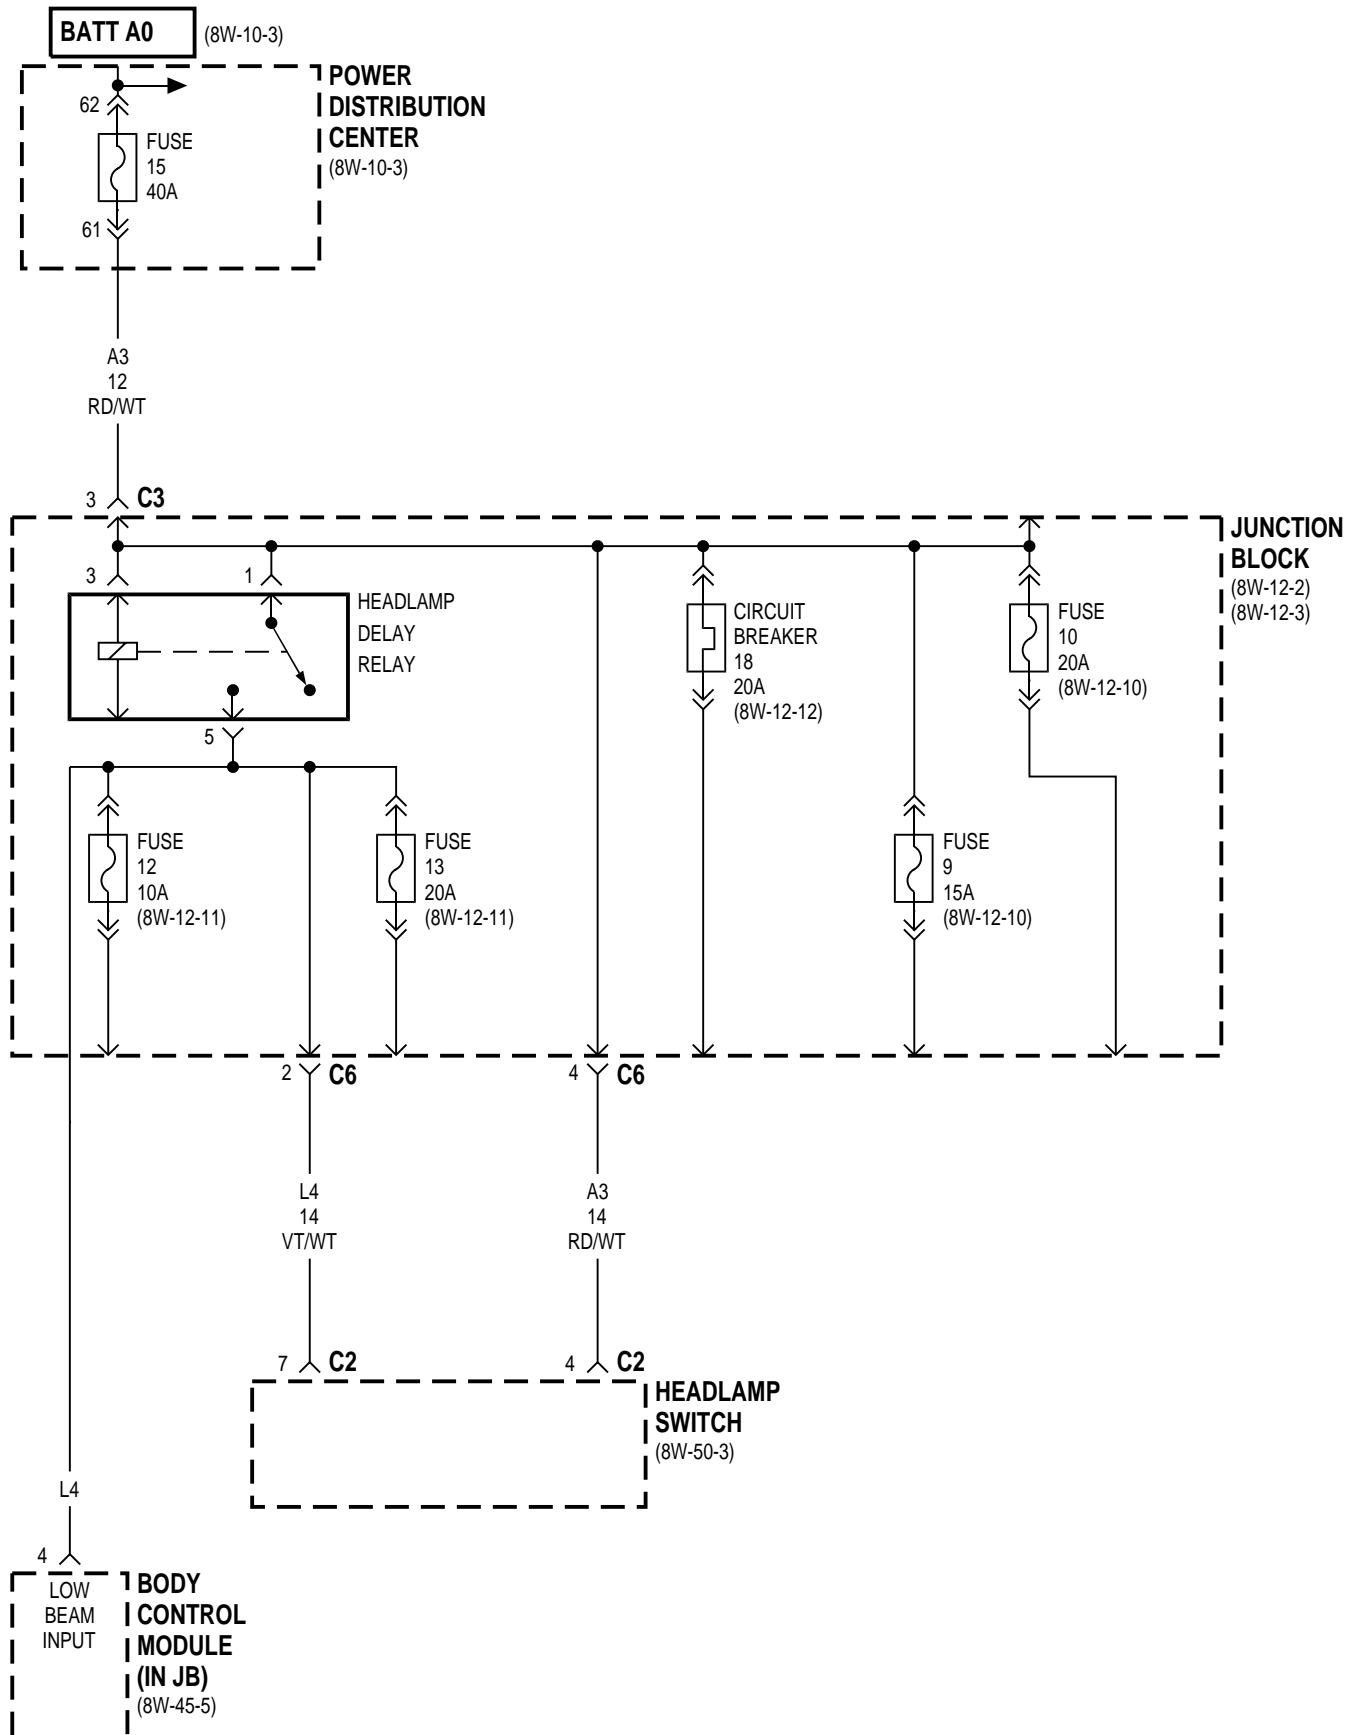 BATT A0 (8W-10-3)
POWER
DISTRIBUTION
CENTER
(8W-10-3)
62
FUSE
15
40A
61
A3
12
RD/WT
3 C3
JUNCTION
BLOCK
(8W-12-2)
(8W-12-3)
3 1
HEADLAMP
DELAY
RELAY
5
CIRCUIT
BREAKER
18
20A
(8W-12-12)
FUSE
10
20A
(8W-12-10)
FUSE
12
10A
(8W-12-11)
FUSE
13
20A
(8W-12-11)
FUSE
9
15A
(8W-12-10)
2 C6
4 C6
L4
14
VT/WT
A3
14
RD/WT
7 C2
4 C2
HEADLAMP
SWITCH
(8W-50-3)
L4
4
LOW
BEAM
INPUT
BODY
CONTROL
MODULE
(IN JB)
(8W-45-5)